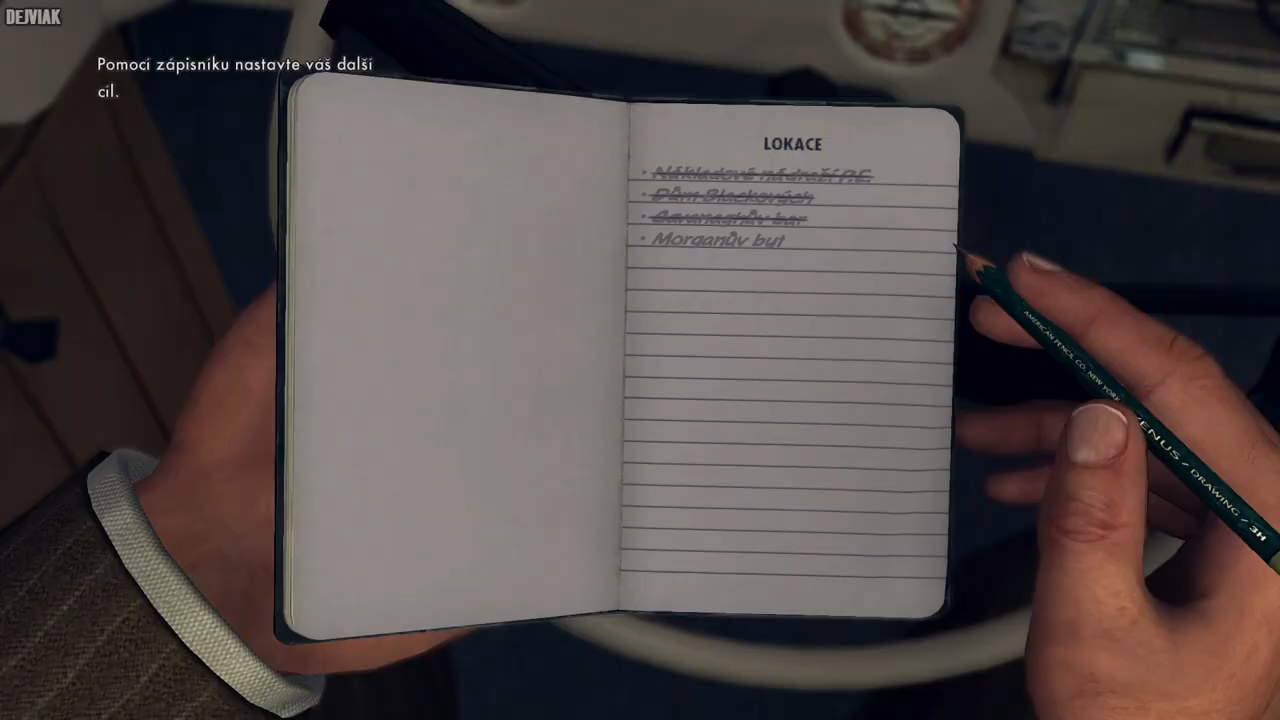 DEJVIAK
Pomocí zápisníku nastavte váš další
cíl.
LOKACE
• Nákladové nádraží P.E.
• Dům Blackových
• Cavanaghův bar
• Morganův byt
AMERICAN PENCIL CO. NEW YORK
VENUS / DRAWING / 3H